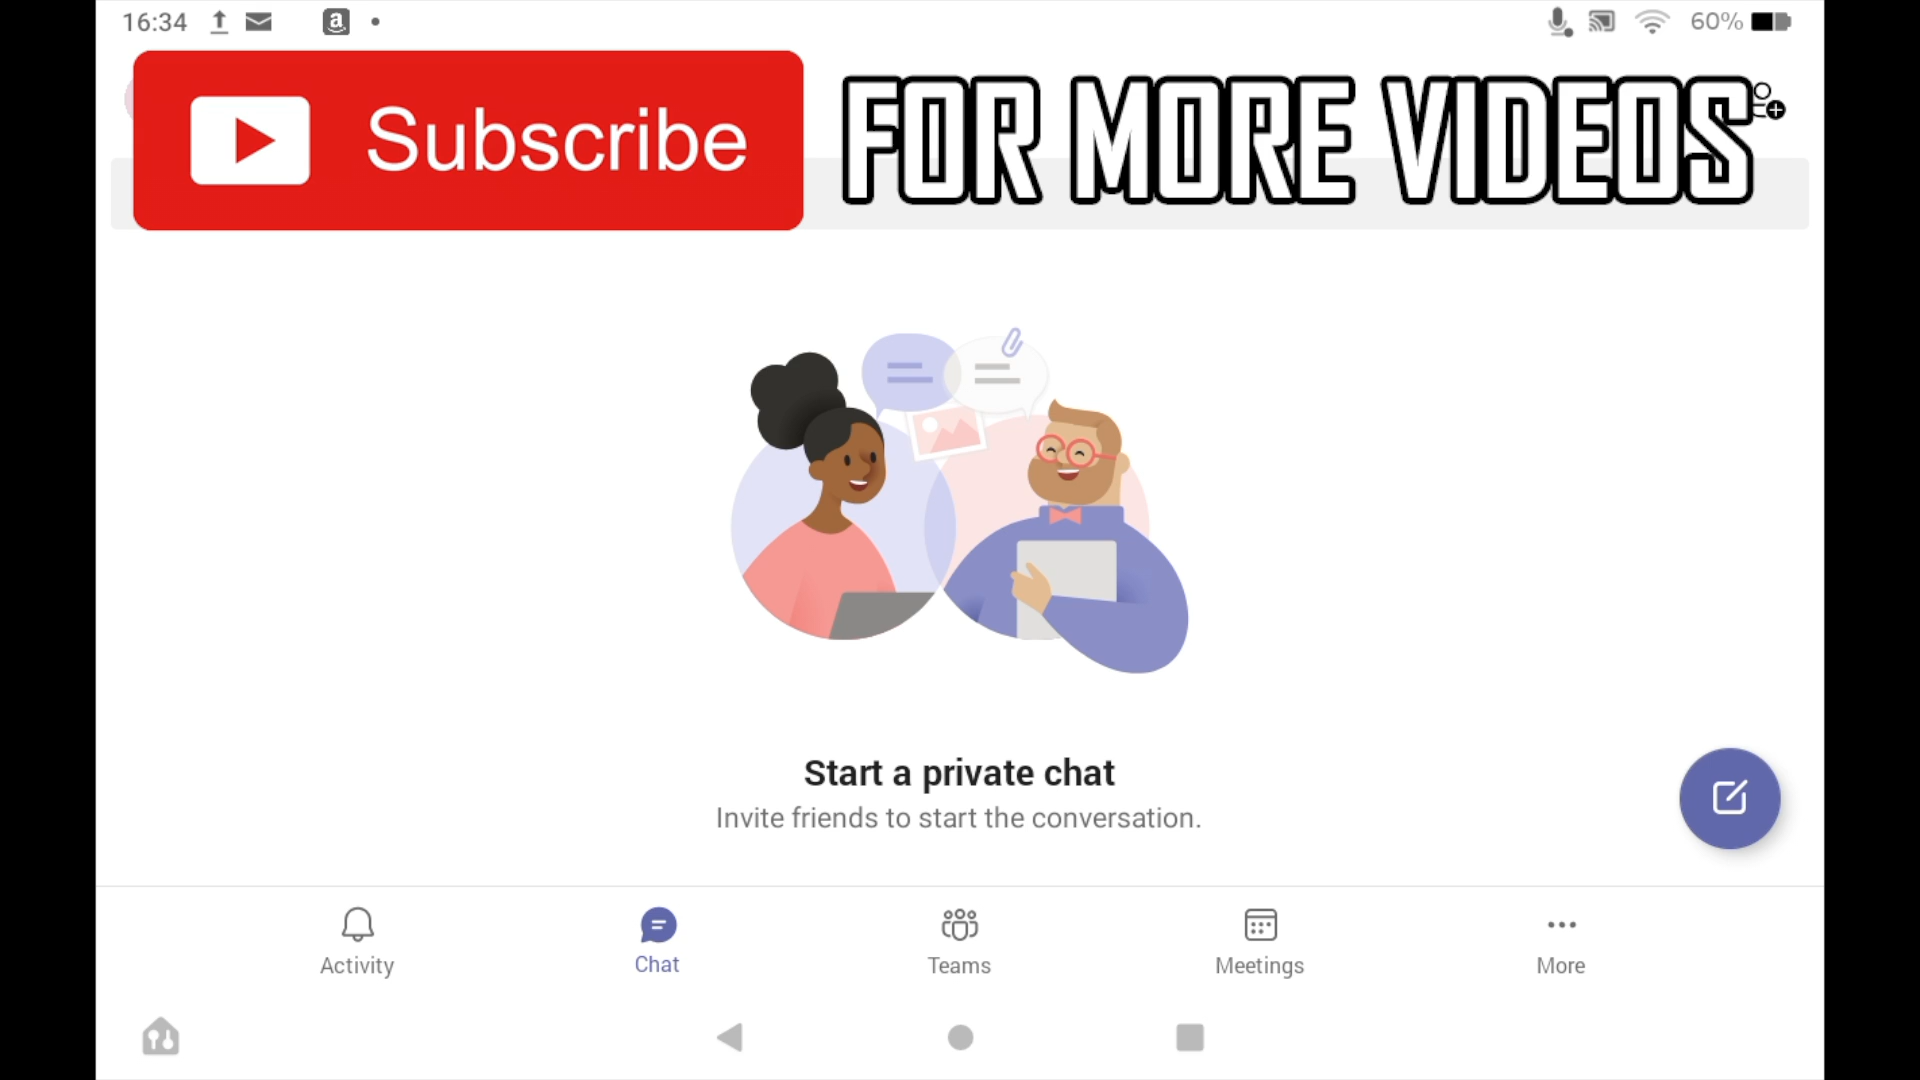 16:34
60%
Subscribe
FOR MORE VIDEOS
Start a private chat
Invite friends to start the conversation.
Activity
Chat
Teams
Meetings
More